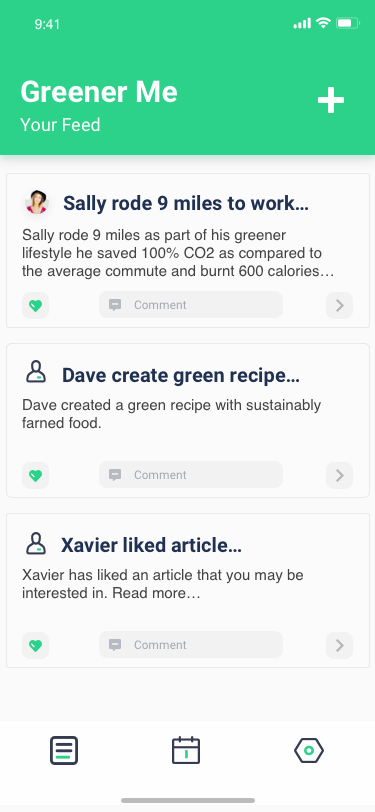 9:41
Greener Me
Your Feed
Sally rode 9 miles to work...
Sally rode 9 miles as part of his greener
lifestyle he saved 100% CO2 as compared to
the average commute and burnt 600 calories...
Comment
Dave create green recipe...
Dave created a green recipe with sustainably
farned food.
Comment
Xavier liked article...
Xavier has liked an article that you may be
interested in. Read more...
Comment